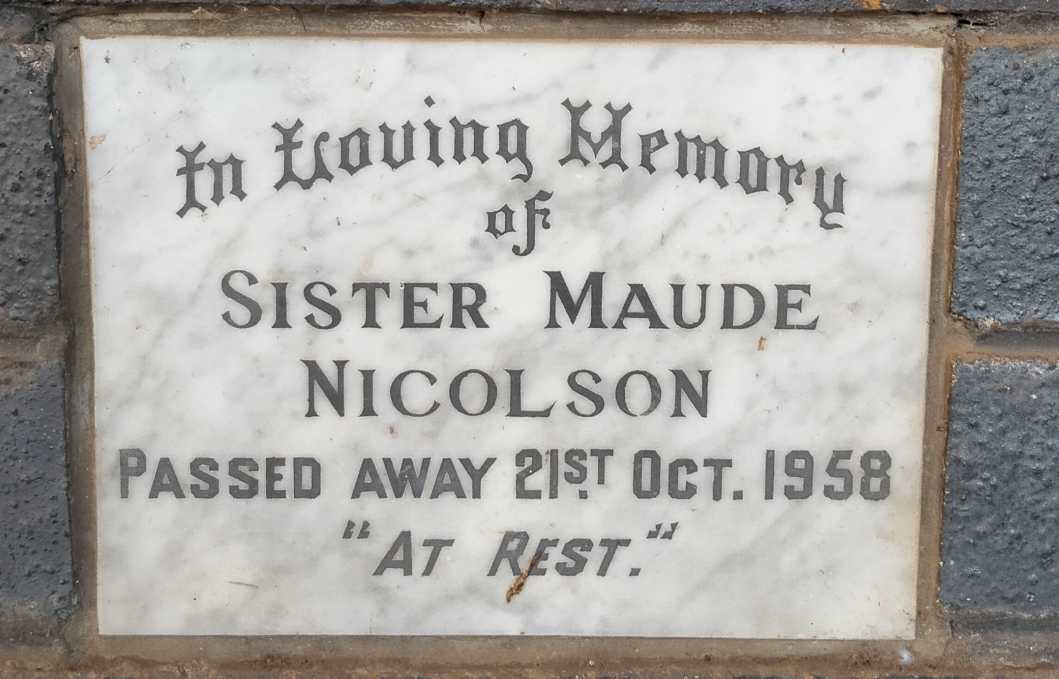 In Loving Memory
of
SISTER MAUDE
NICOLSON
PASSED AWAY 21ST. OCT. 1958
"AT REST."